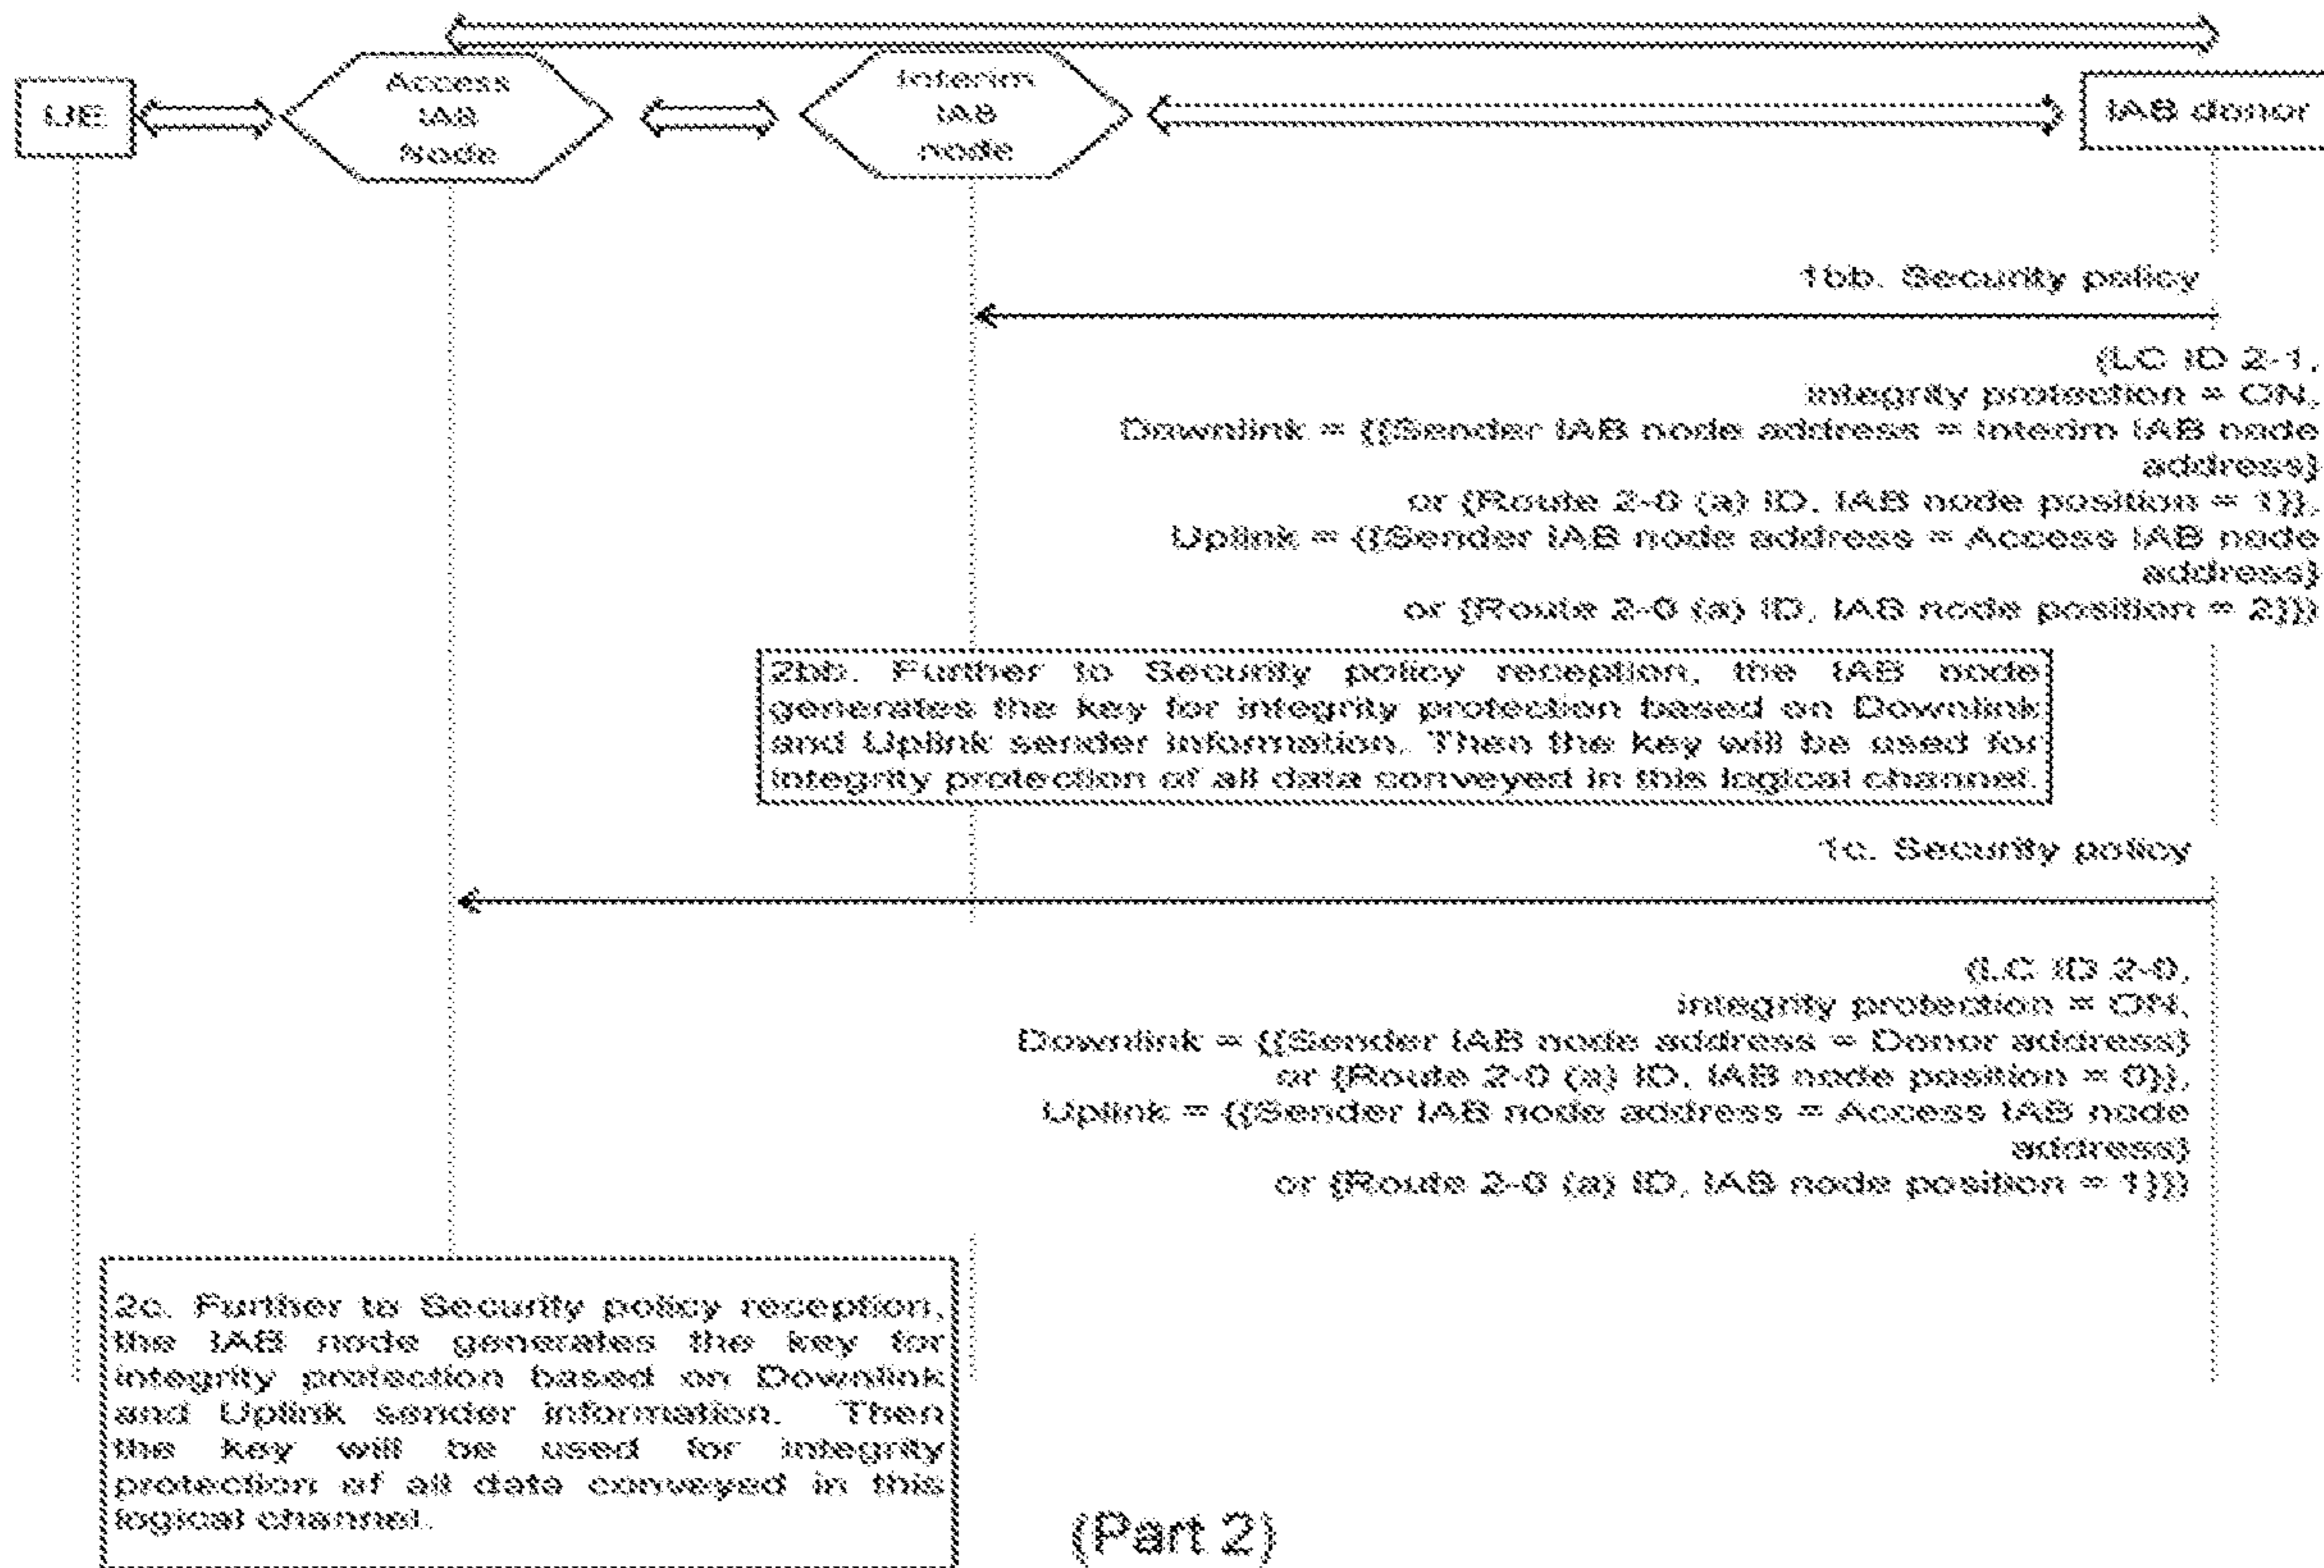 UE
Access
IAB
Node
Interim
IAB
node
IAB donor
1bb. Security policy
(LC ID 2-1,
integrity protection = ON,
Downlink = {{Sender IAB node address = Interim IAB node
address}
or {Route 2-0 (a) ID, IAB node position = 1}},
Uplink = {{Sender IAB node address = Access IAB node
address}
or {Route 2-0 (a) ID, IAB node position = 2}})
2bb. Further to Security policy reception, the IAB node
generates the key for integrity protection based on Downlink
and Uplink sender information. Then the key will be used for
integrity protection of all data conveyed in this logical channel.
1c. Security policy
(LC ID 2-0,
integrity protection = ON,
Downlink = {{Sender IAB node address = Donor address}
or {Route 2-0 (a) ID, IAB node position = 0}},
Uplink = {{Sender IAB node address = Access IAB node
address}
or {Route 2-0 (a) ID, IAB node position = 1}})
2c. Further to Security policy reception,
the IAB node generates the key for
integrity protection based on Downlink
and Uplink sender information. Then
the key will be used for integrity
protection of all data conveyed in this
logical channel.
(Part 2)